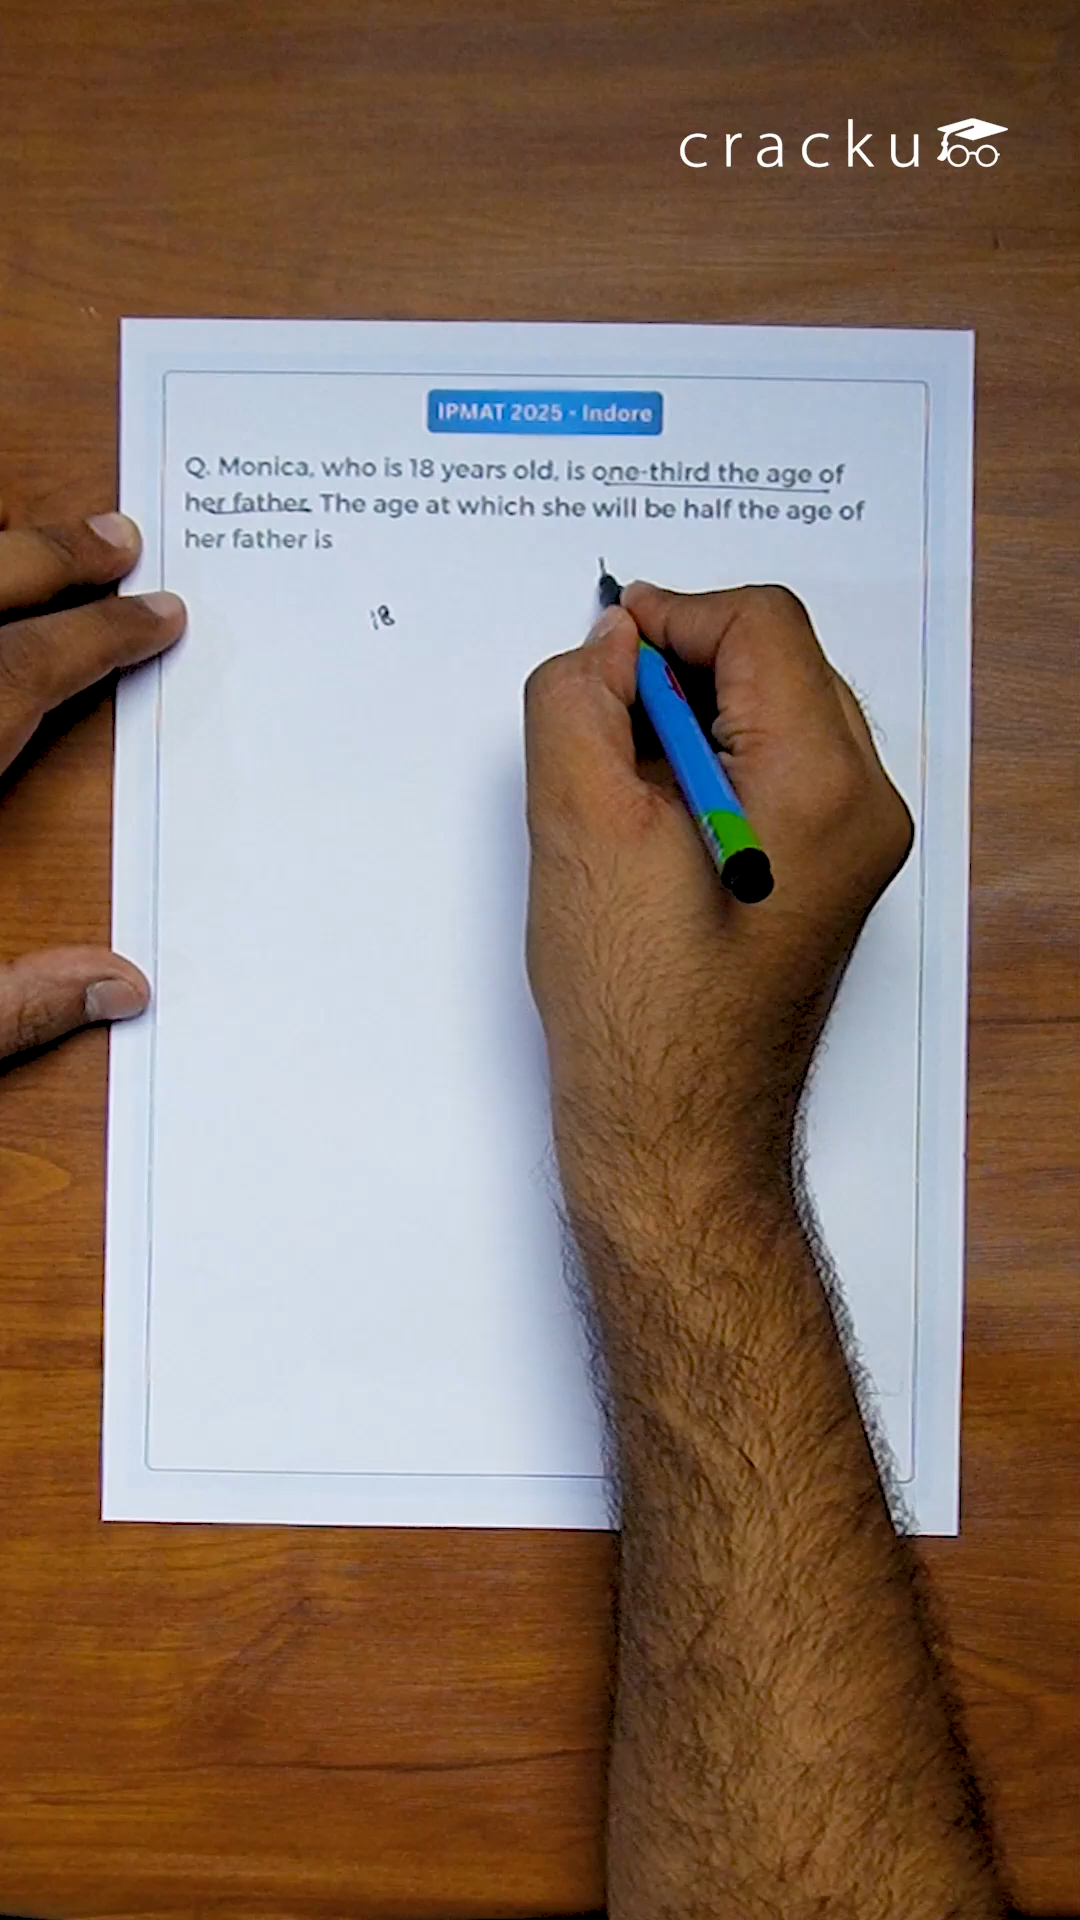 cracku
IPMAT 2025 - Indore
Q. Monica, who is 18 years old, is one-third the age of
her father. The age at which she will be half the age of
her father is
18